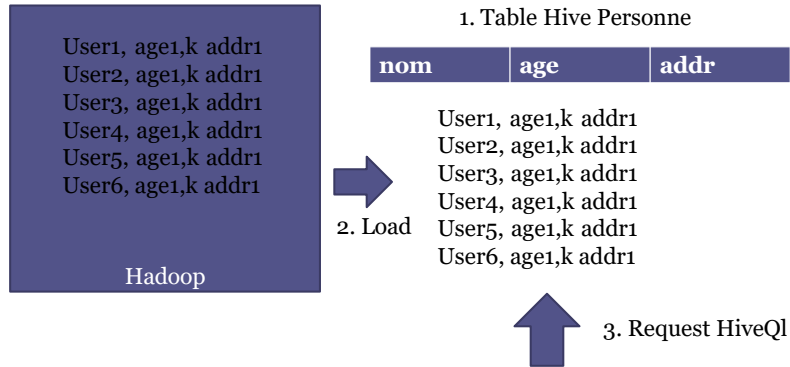 User1, age1,k addr1
User2, age1,k addr1
User3, age1,k addr1
User4, age1,k addr1
User5, age1,k addr1
User6, age1,k addr1
Hadoop
1. Table Hive Personne
nom age addr
User1, age1,k addr1
User2, age1,k addr1
User3, age1,k addr1
User4, age1,k addr1
User5, age1,k addr1
User6, age1,k addr1
2. Load
3. Request HiveQl